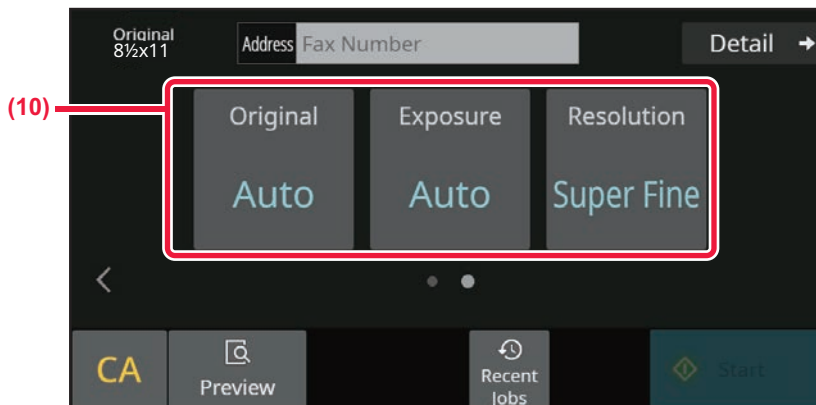 Original
8½x11
Address Fax Number
Detail
(10)
Original
Exposure
Resolution
Auto
Auto
Super Fine
CA
Preview
Recent
Jobs
Start